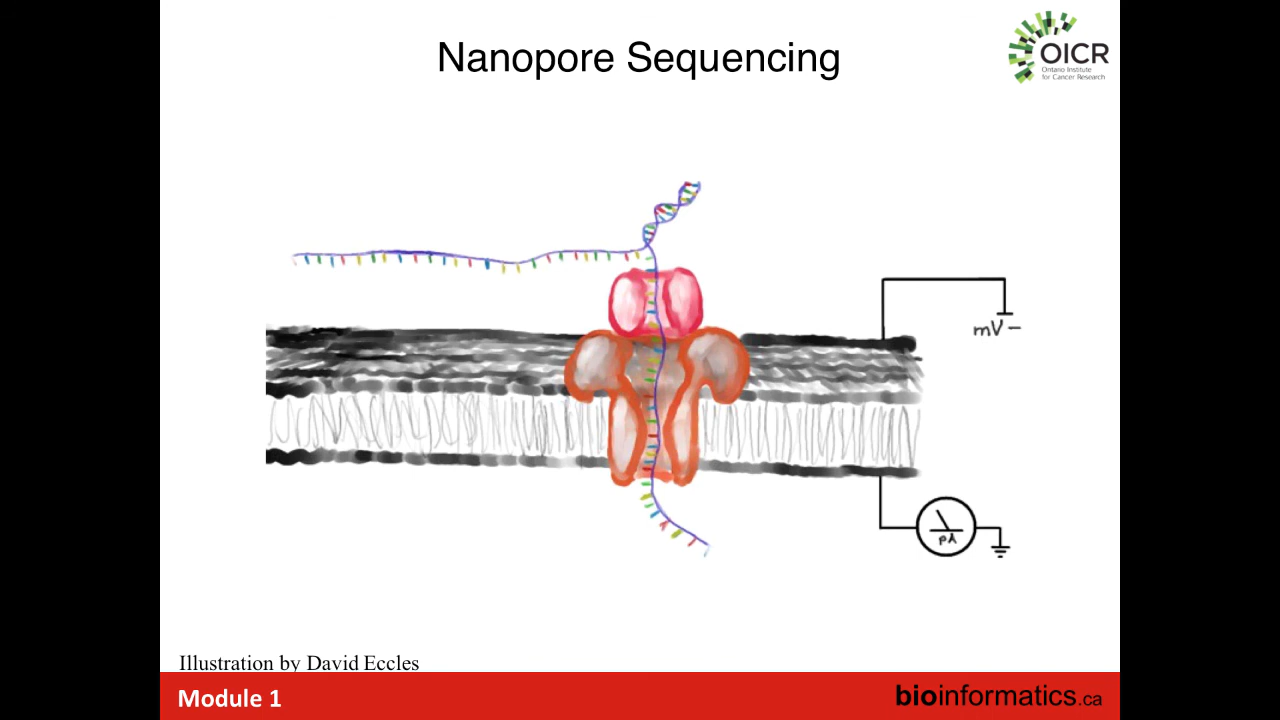 Nanopore Sequencing
OICR
Ontario Institute
for Cancer Research
mV –
pA
Illustration by David Eccles
Module 1
bioinformatics.ca